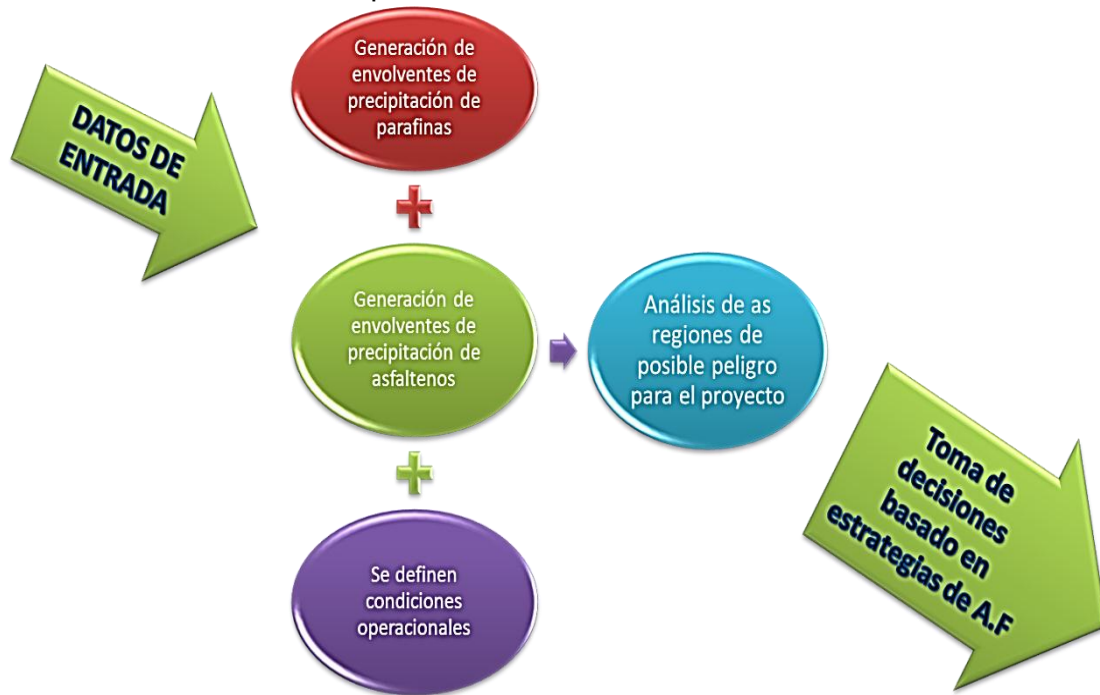 DATOS DE
ENTRADA
Generación de
envolventes de
precipitación de
parafinas
Generación de
envolventes de
precipitación de
asfaltenos
Se definen
condiciones
operacionales
Análisis de as
regiones de
posible peligro
para el proyecto
Toma de
decisiones
basado en
estrategias de A.F